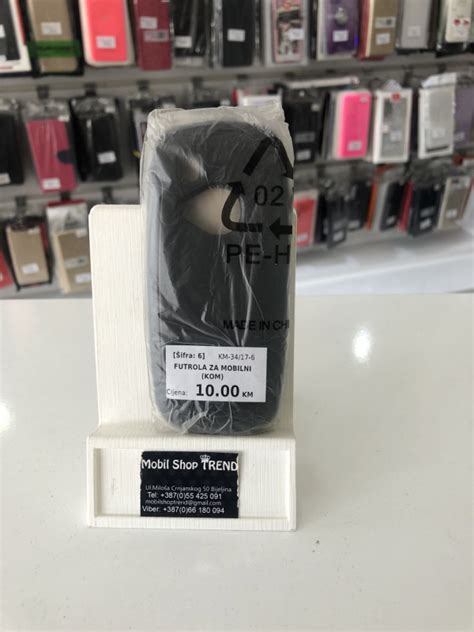 02
PE-H
MADE IN CHI
[Šifra: 6] KM-34/17-6
FUTROLA ZA MOBILNI
(KOM)
Cijena: 10.00 KM
Mobil Shop TREND
Ul.Miloša Crnjanskog 50 Bijeljina
Tel: +387(0)55 425 091
mobilshoptrend@gmail.com
Viber: +387(0)66 180 094